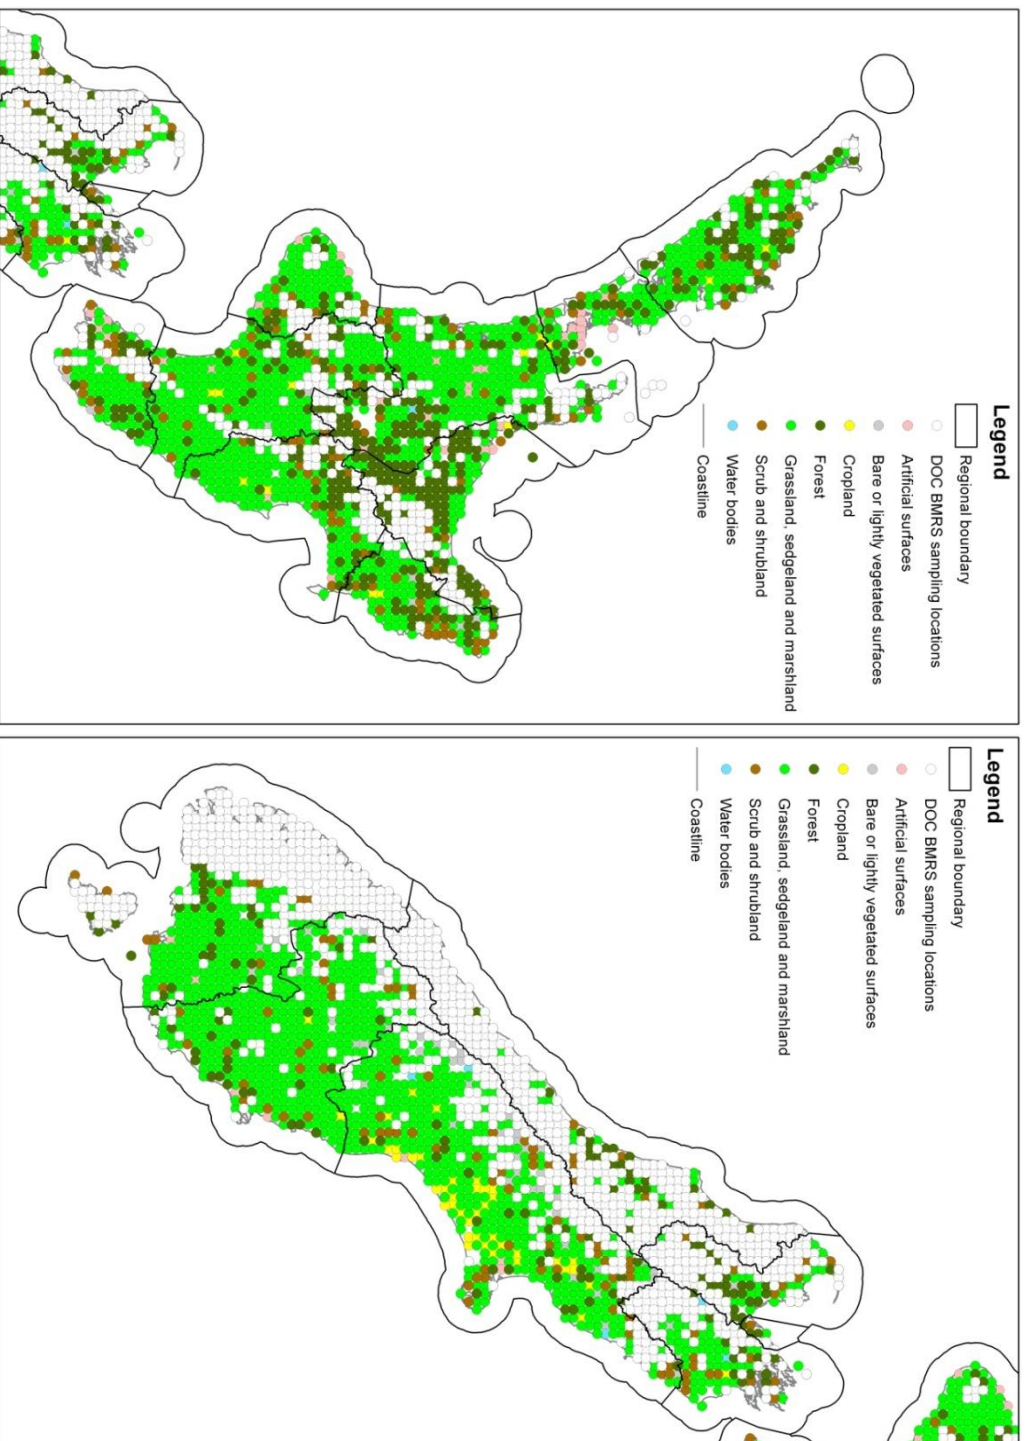 Legend
Regional boundary
DOC BMRS sampling locations
Artificial surfaces
Bare or lightly vegetated surfaces
Cropland
Forest
Grassland, sedgeland and marshland
Scrub and shrubland
Water bodies
Coastline
Legend
Regional boundary
DOC BMRS sampling locations
Artificial surfaces
Bare or lightly vegetated surfaces
Cropland
Forest
Grassland, sedgeland and marshland
Scrub and shrubland
Water bodies
Coastline